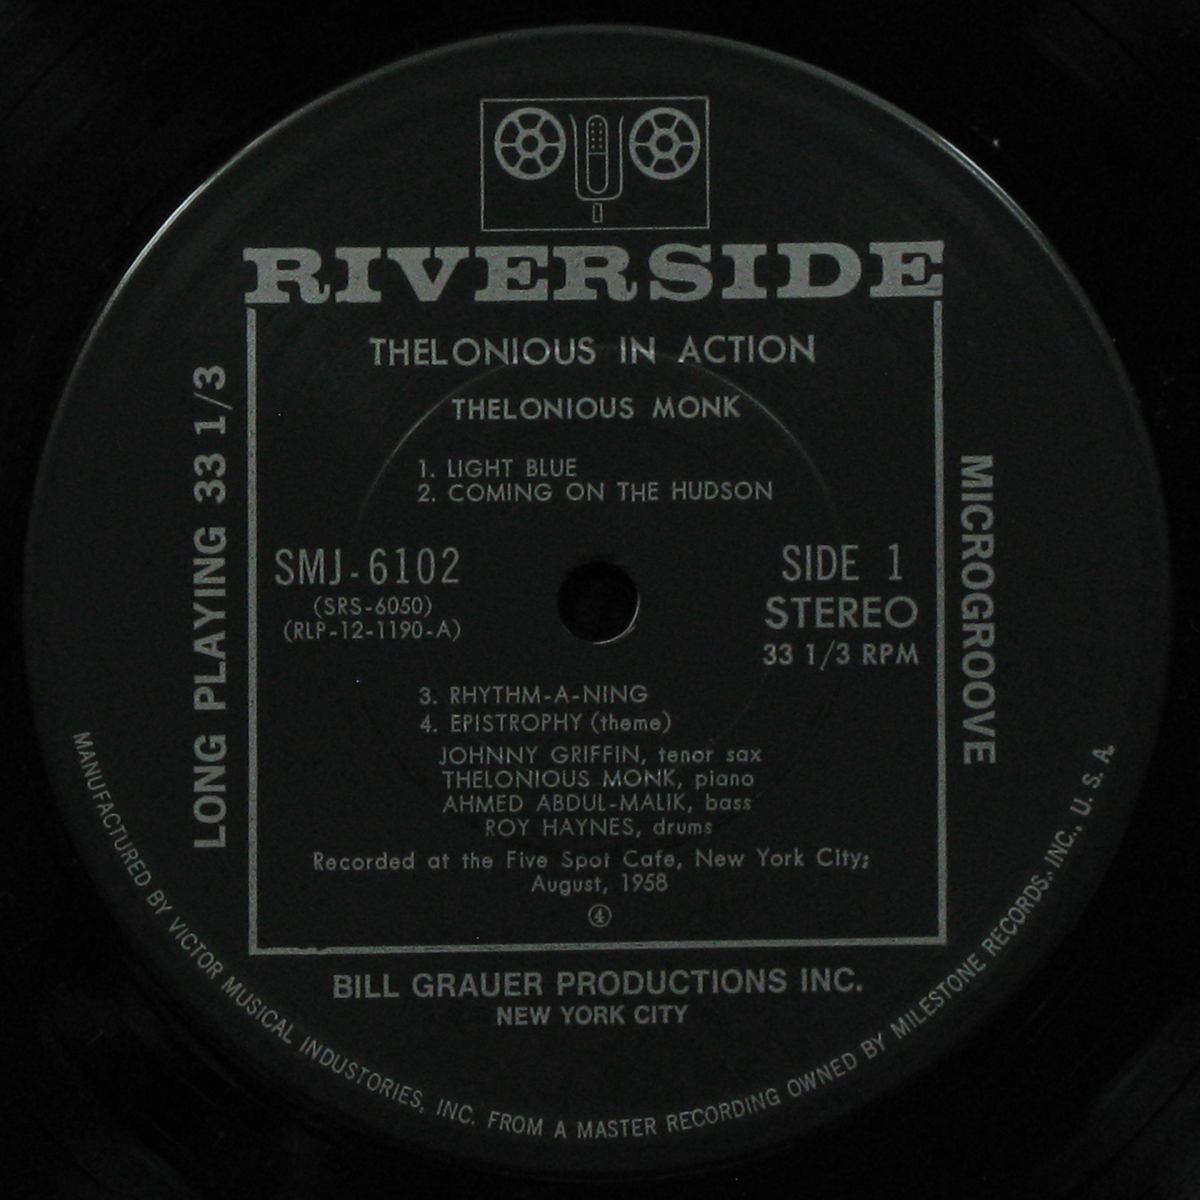 RIVERSIDE
THELONIOUS IN ACTION
THELONIOUS MONK
1. LIGHT BLUE
2. COMING ON THE HUDSON
SMJ-6102
(SRS-6050)
(RLP-12-1190-A)
SIDE 1
STEREO
33 1/3 RPM
3. RHYTHM-A-NING
4. EPISTROPHY (theme)
JOHNNY GRIFFIN, tenor sax
THELONIOUS MONK, piano
AHMED ABDUL-MALIK, bass
ROY HAYNES, drums
Recorded at the Five Spot Cafe, New York City;
August, 1958
④
LONG PLAYING 33 1/3
MICROGROOVE
BILL GRAUER PRODUCTIONS INC.
NEW YORK CITY
MANUFACTURED BY VICTOR MUSICAL INDUSTORIES, INC. FROM A MASTER RECORDING OWNED BY MILESTONE RECORDS., INC., U. S. A.